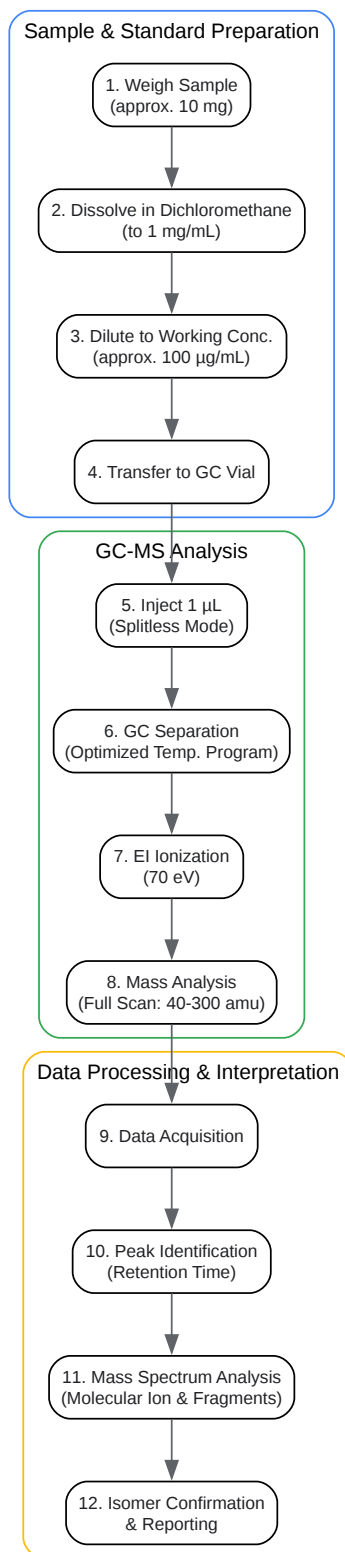 Sample & Standard Preparation
1. Weigh Sample
(approx. 10 mg)
2. Dissolve in Dichloromethane
(to 1 mg/mL)
3. Dilute to Working Conc.
(approx. 100 µg/mL)
4. Transfer to GC Vial
GC-MS Analysis
5. Inject 1 µL
(Splitless Mode)
6. GC Separation
(Optimized Temp. Program)
7. EI Ionization
(70 eV)
8. Mass Analysis
(Full Scan: 40-300 amu)
Data Processing & Interpretation
9. Data Acquisition
10. Peak Identification
(Retention Time)
11. Mass Spectrum Analysis
(Molecular Ion & Fragments)
12. Isomer Confirmation
& Reporting